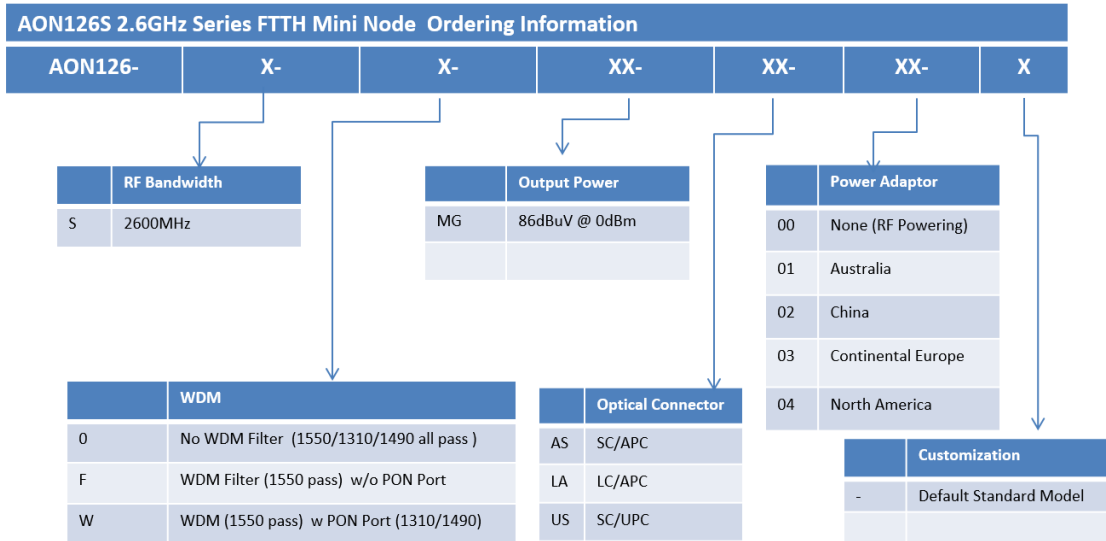 AON126S 2.6GHz Series FTTH Mini Node  Ordering Information
AON126- X- X- XX- XX- XX- X
RF Bandwidth
S 2600MHz
Output Power
MG 86dBuV @ 0dBm
Power Adaptor
00 None (RF Powering)
01 Australia
02 China
03 Continental Europe
04 North America
WDM
0 No WDM Filter  (1550/1310/1490 all pass )
F WDM Filter (1550 pass)  w/o PON Port
W WDM (1550 pass)  w PON Port (1310/1490)
Optical Connector
AS SC/APC
LA LC/APC
US SC/UPC
Customization
- Default Standard Model